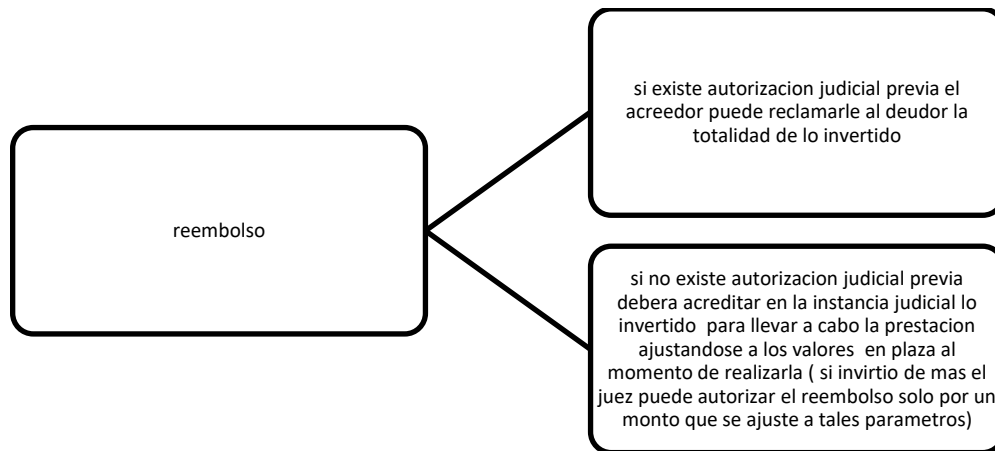 reembolso
si existe autorizacion judicial previa el
acreedor puede reclamarle al deudor la
totalidad de lo invertido
si no existe autorizacion judicial previa
debera acreditar en la instancia judicial lo
invertido para llevar a cabo la prestacion
ajustandose a los valores en plaza al
momento de realizarla ( si invirtio de mas el
juez puede autorizar el reembolso solo por un
monto que se ajuste a tales parametros)